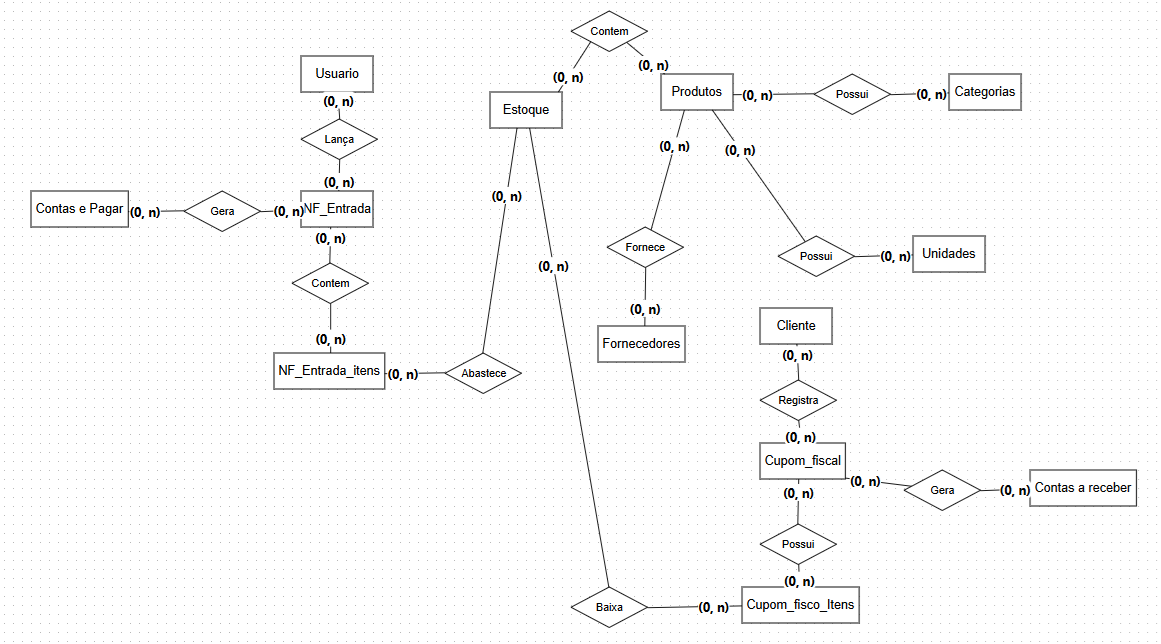 Contem
(0, n)
(0, n)
Usuario
(0, n)
Lança
(0, n)
Estoque
Produtos
(0, n)
Possui
(0, n)
Categorias
Contas e Pagar
(0, n)
Gera
(0, n)
NF_Entrada
(0, n)
Contem
(0, n)
NF_Entrada_itens
(0, n)
Abastece
(0, n)
(0, n)
(0, n)
(0, n)
Fornece
(0, n)
Fornecedores
Possui
(0, n)
Unidades
Cliente
(0, n)
Registra
(0, n)
Cupom_fiscal
(0, n)
Gera
(0, n)
Contas a receber
(0, n)
Possui
(0, n)
Baixa
(0, n)
Cupom_fisco_Itens